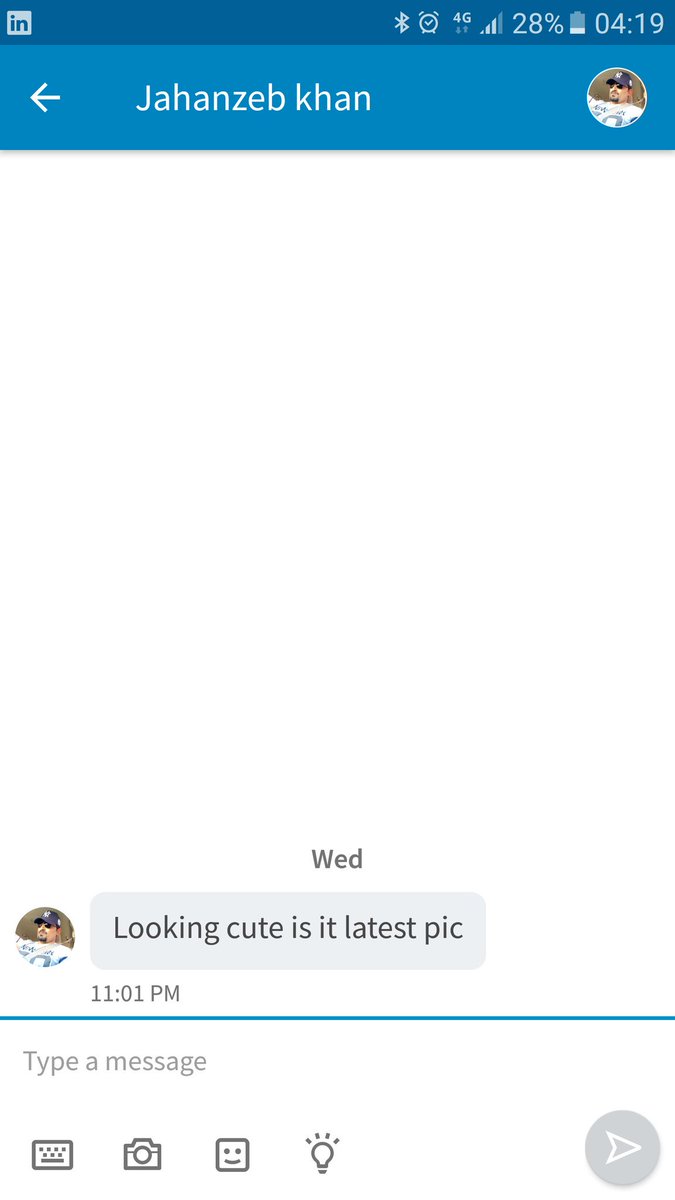 in 4G 28% 04:19
Jahanzeb khan
Wed
Looking cute is it latest pic
11:01 PM
Type a message